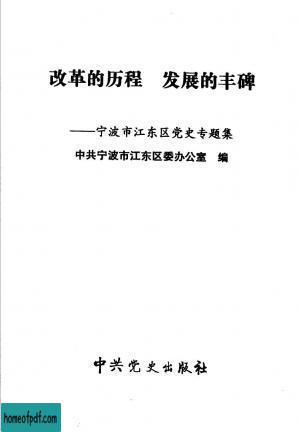 改革的历程 发展的丰碑
——宁波市江东区党史专题集
中共宁波市江东区委办公室 编
中共党史出版社
homeofpdf.com